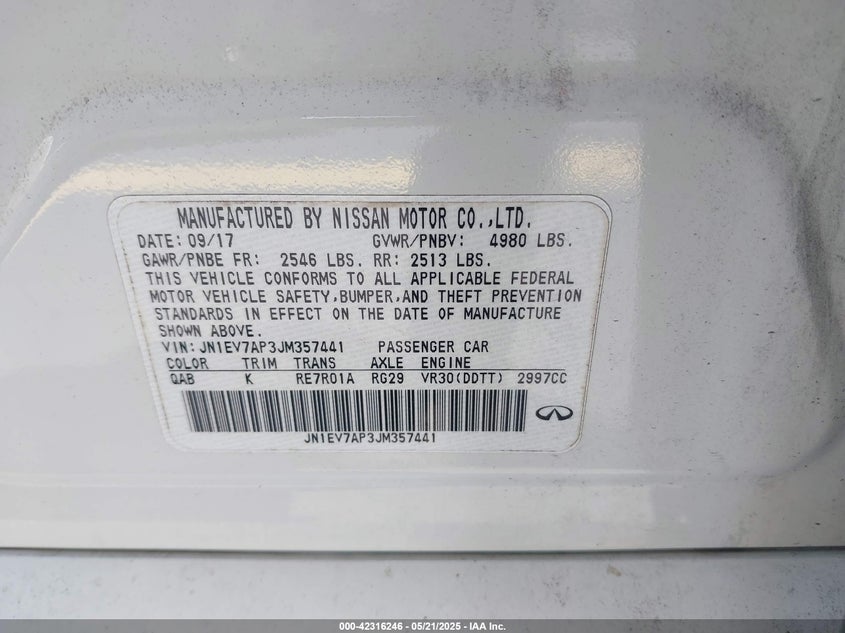 MANUFACTURED BY NISSAN MOTOR CO.,LTD.
DATE: 09/17 GVWR/PNBV: 4980 LBS.
GAWR/PNBE FR: 2546 LBS. RR: 2513 LBS.
THIS VEHICLE CONFORMS TO ALL APPLICABLE FEDERAL
MOTOR VEHICLE SAFETY,BUMPER,AND THEFT PREVENTION
STANDARDS IN EFFECT ON THE DATE OF MANUFACTURE
SHOWN ABOVE.
VIN:JN1EV7AP3JM357441 PASSENGER CAR
COLOR TRIM TRANS AXLE ENGINE
QAB K RE7R01A RG29 VR30(DDTT) 2997CC
JN1EV7AP3JM357441
000-42316246 - 05/21/2025 - IAA Inc.